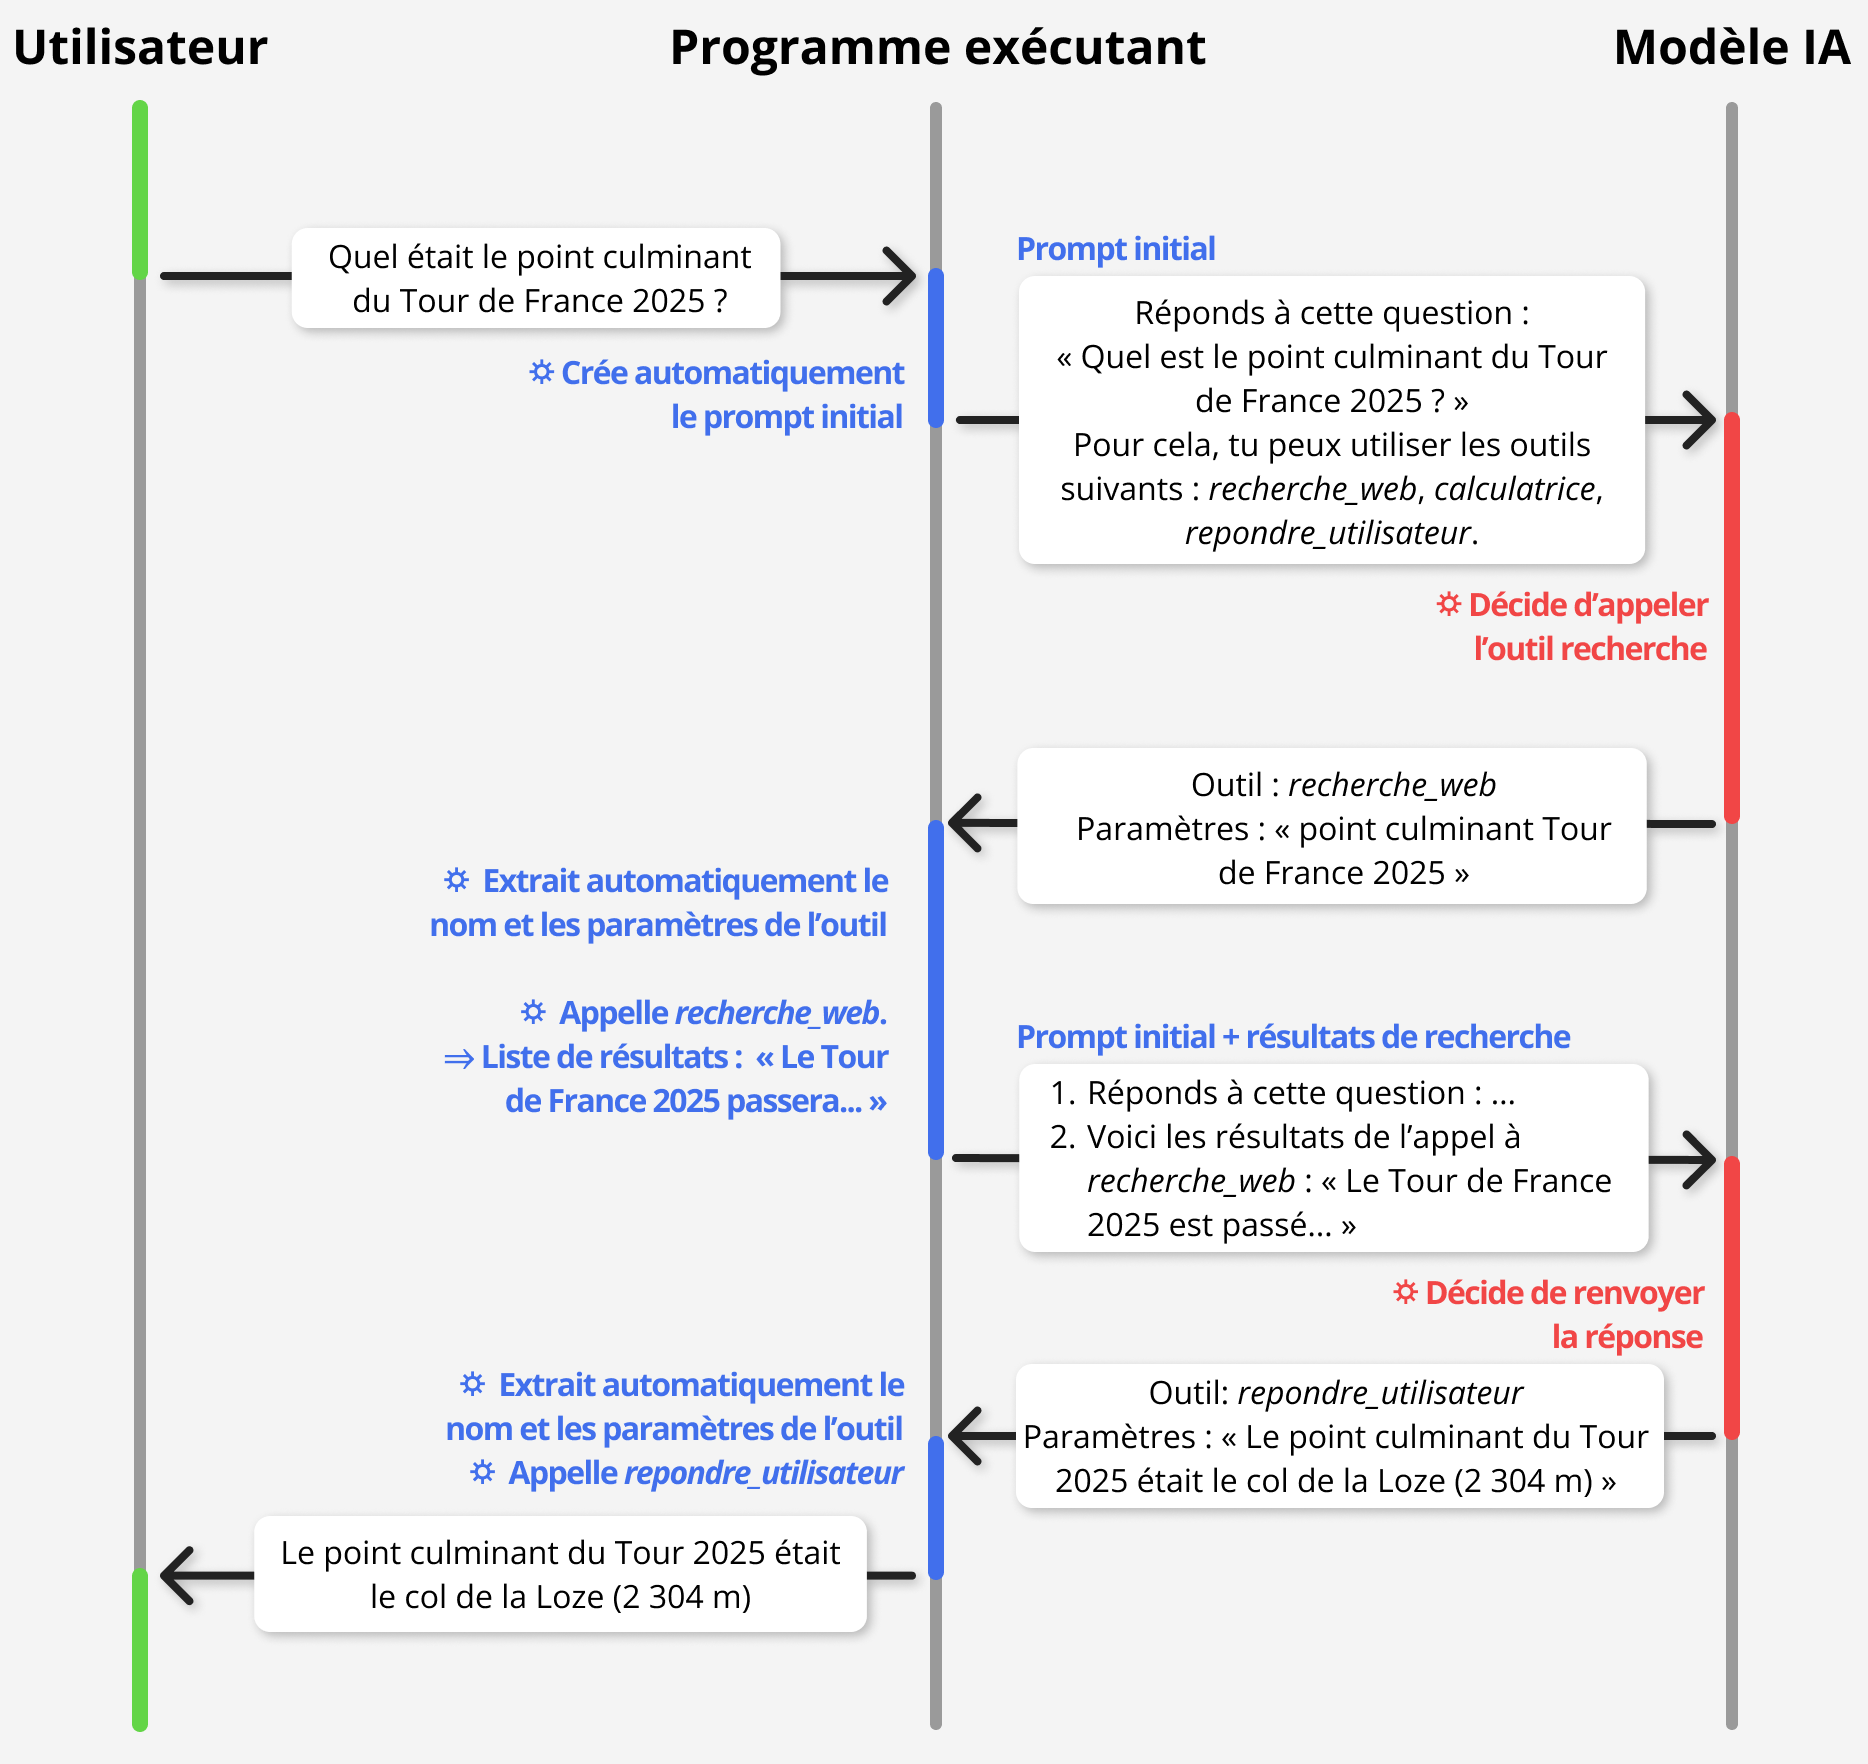 Utilisateur
Programme exécutant
Modèle IA
Quel était le point culminant
du Tour de France 2025 ?
Crée automatiquement
le prompt initial
Prompt initial
Réponds à cette question :
« Quel est le point culminant du Tour
de France 2025 ? »
Pour cela, tu peux utiliser les outils
suivants : recherche_web, calculatrice,
repondre_utilisateur.
Décide d’appeler
l’outil recherche
Outil : recherche_web
Paramètres : « point culminant Tour
de France 2025 »
Extrait automatiquement le
nom et les paramètres de l’outil
Appelle recherche_web.
⇒ Liste de résultats : « Le Tour
de France 2025 passera... »
Prompt initial + résultats de recherche
1. Réponds à cette question : ...
2. Voici les résultats de l’appel à
recherche_web : « Le Tour de France
2025 est passé... »
Décide de renvoyer
la réponse
Outil: repondre_utilisateur
Paramètres : « Le point culminant du Tour
2025 était le col de la Loze (2 304 m) »
Extrait automatiquement le
nom et les paramètres de l’outil
Appelle repondre_utilisateur
Le point culminant du Tour 2025 était
le col de la Loze (2 304 m)